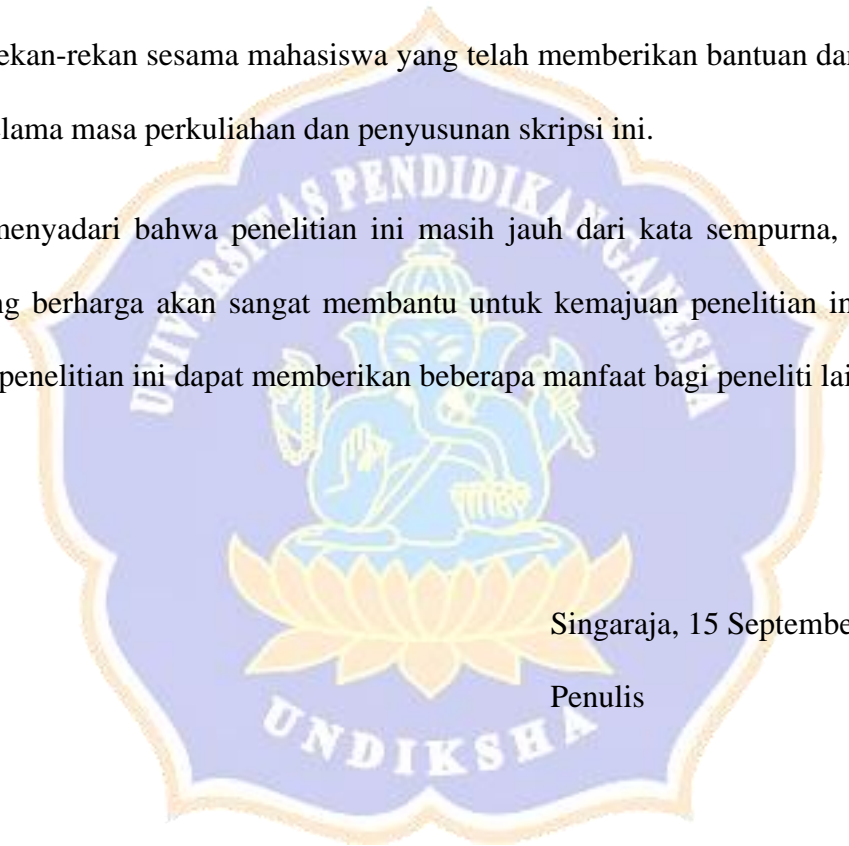 ekan-rekan sesama mahasiswa yang telah memberikan bantuan dan
lama masa perkuliahan dan penyusunan skripsi ini.
UNIVERSITAS PENDIDIKAN GANESHA
menyadari bahwa penelitian ini masih jauh dari kata sempurna,
ng berharga akan sangat membantu untuk kemajuan penelitian in
penelitian ini dapat memberikan beberapa manfaat bagi peneliti lai
Singaraja, 15 Septembe
Penulis
UNDIKSHA